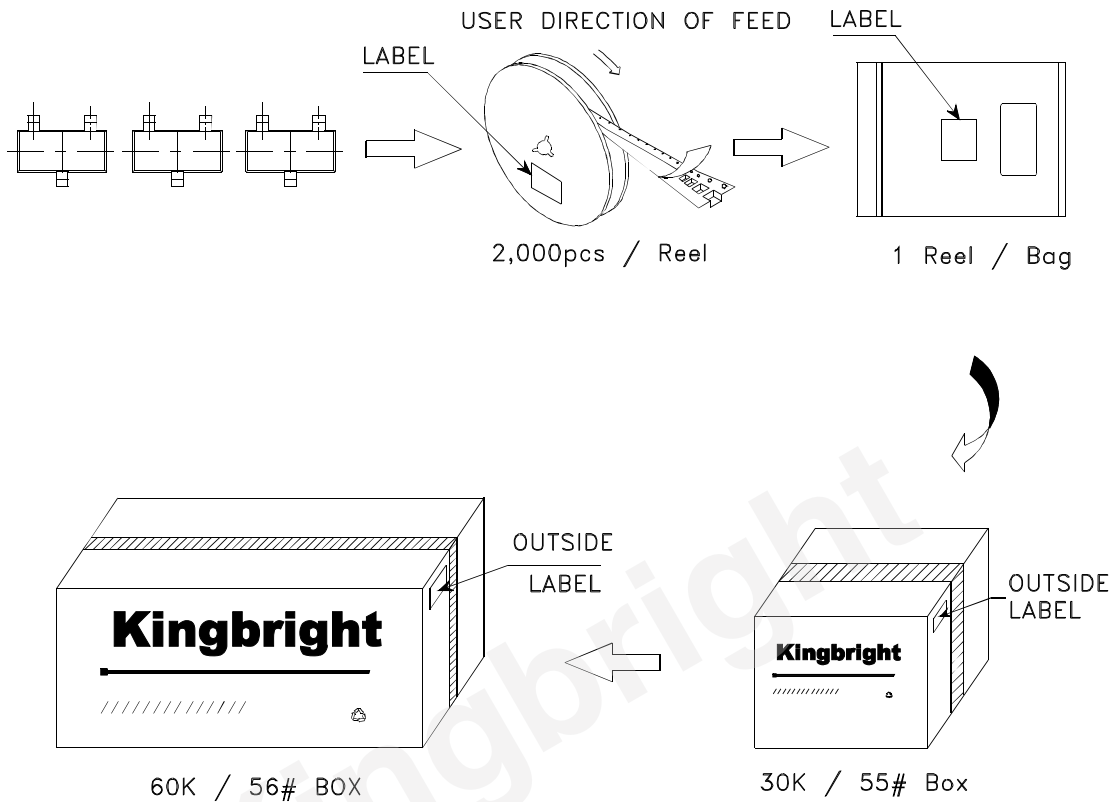 USER DIRECTION OF FEED
LABEL
LABEL
2,000pcs / Reel
1 Reel / Bag
OUTSIDE
LABEL
Kingbright
60K / 56# BOX
OUTSIDE
LABEL
Kingbright
30K / 55# Box
Kingbright